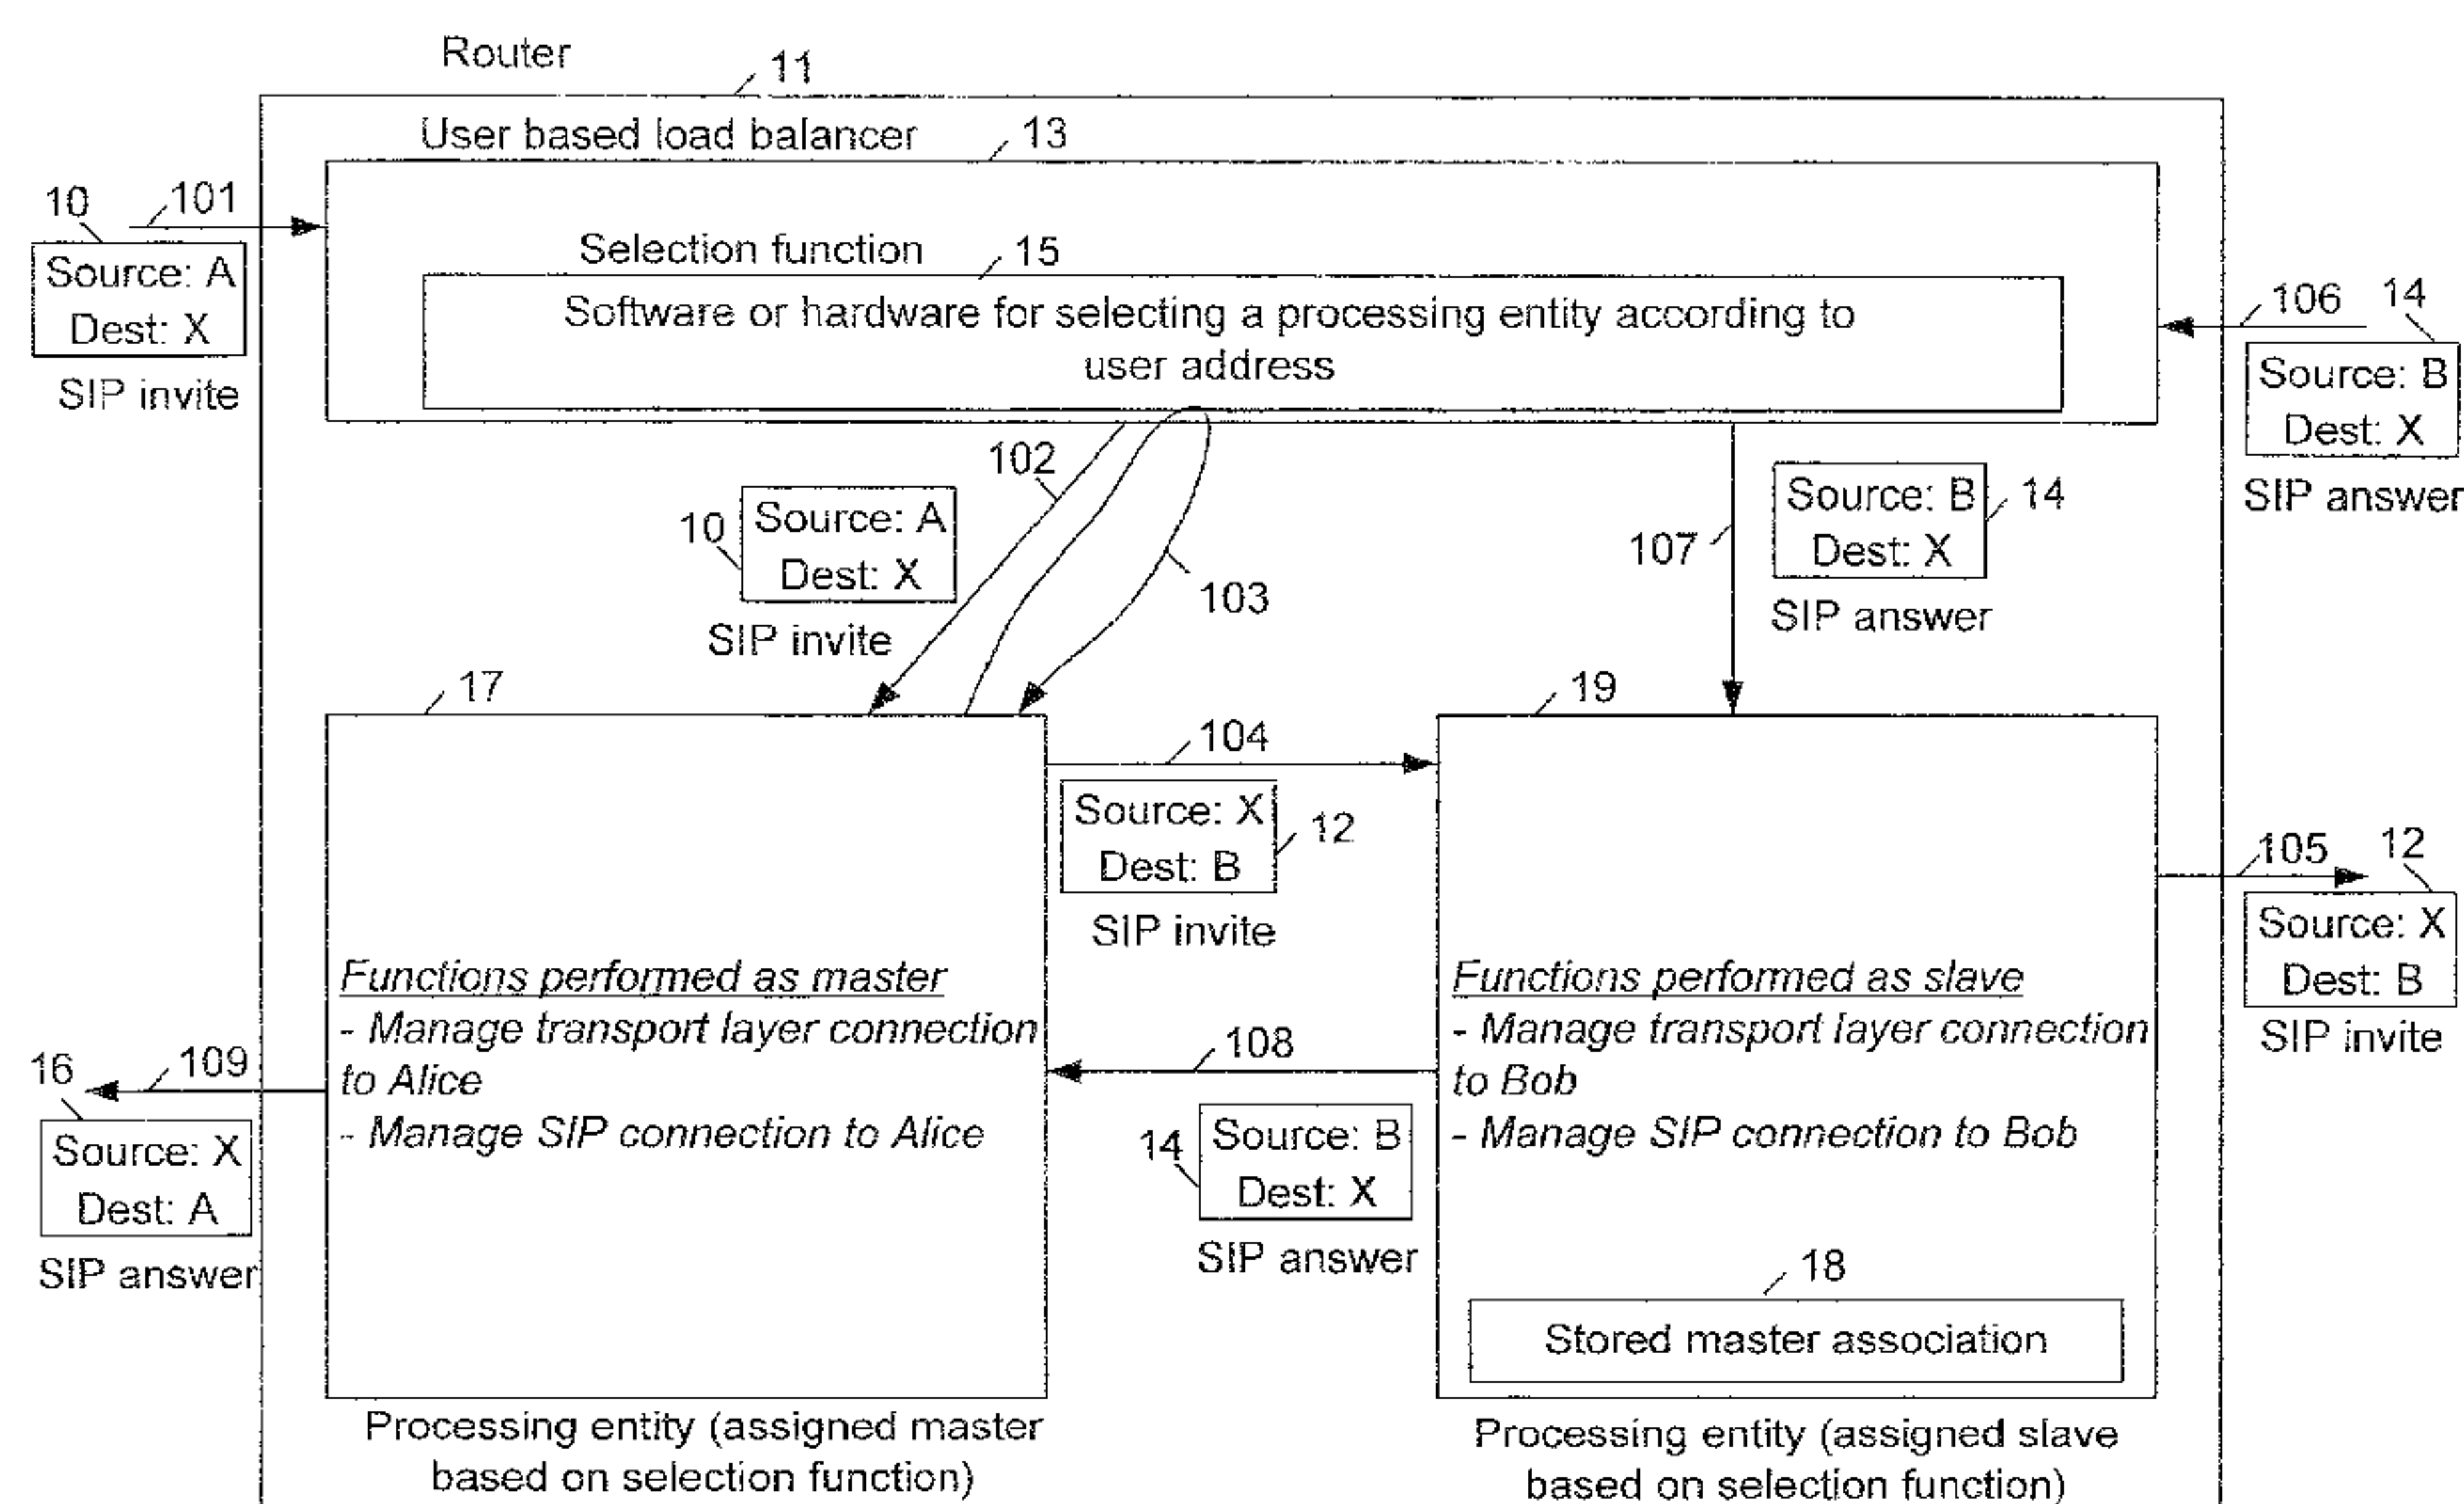 Router
11
User based load balancer
13
10
101
Source: A
Dest: X
SIP invite
Selection function
15
Software or hardware for selecting a processing entity according to
user address
106
14
Source: B
Dest: X
SIP answer
102
10
Source: A
Dest: X
SIP invite
103
107
Source: B
Dest: X
14
SIP answer
17
19
104
Source: X
Dest: B
12
SIP invite
105
12
Source: X
Dest: B
SIP invite
Functions performed as master
- Manage transport layer connection
to Alice
- Manage SIP connection to Alice
Functions performed as slave
- Manage transport layer connection
to Bob
- Manage SIP connection to Bob
16
109
Source: X
Dest: A
SIP answer
108
14
Source: B
Dest: X
SIP answer
18
Stored master association
Processing entity (assigned master
based on selection function)
Processing entity (assigned slave
based on selection function)